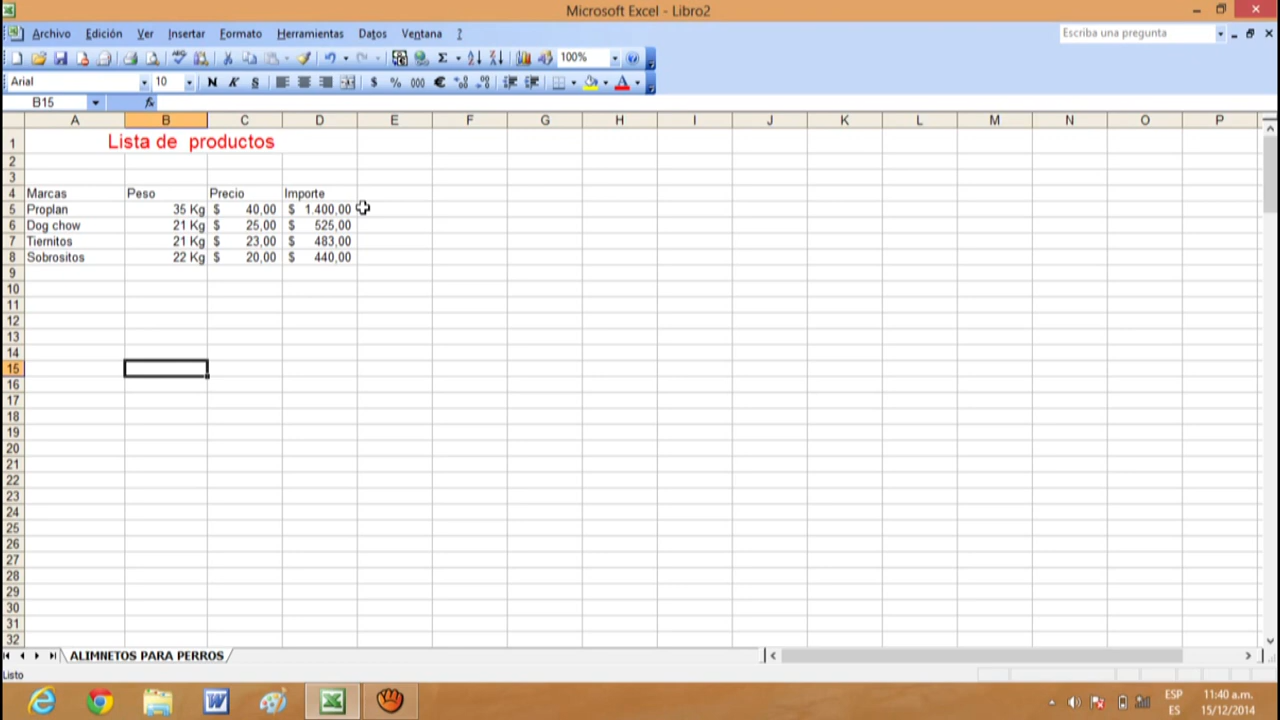 Microsoft Excel - Libro2
Archivo Edición Ver Insertar Formato Herramientas Datos Ventana ? Escriba una pregunta
100%
Arial 10 N K S $ % 000 €
B15 fx
A B C D E F G H I J K L M N O P
1 Lista de productos
2
3
4 Marcas Peso Precio Importe
5 Proplan 35 Kg $ 40,00 $ 1.400,00
6 Dog chow 21 Kg $ 25,00 $ 525,00
7 Tiernitos 21 Kg $ 23,00 $ 483,00
8 Sobrositos 22 Kg $ 20,00 $ 440,00
9
10
11
12
13
14
15
16
17
18
19
20
21
22
23
24
25
26
27
28
29
30
31
32
ALIMNETOS PARA PERROS
Listo
ESP 11:40 a.m.
ES 15/12/2014